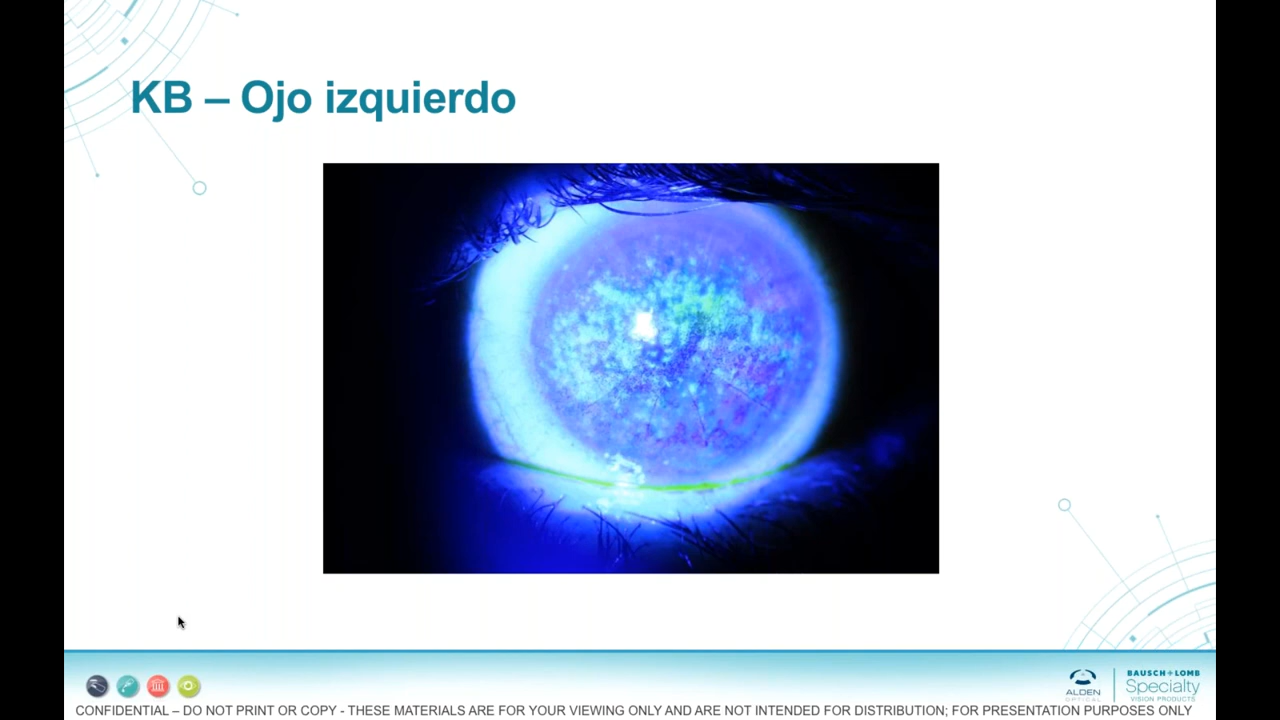 KB – Ojo izquierdo
ALDEN
OPTICAL
BAUSCH + LOMB
Specialty
VISION PRODUCTS
CONFIDENTIAL – DO NOT PRINT OR COPY - THESE MATERIALS ARE FOR YOUR VIEWING ONLY AND ARE NOT INTENDED FOR DISTRIBUTION; FOR PRESENTATION PURPOSES ONLY